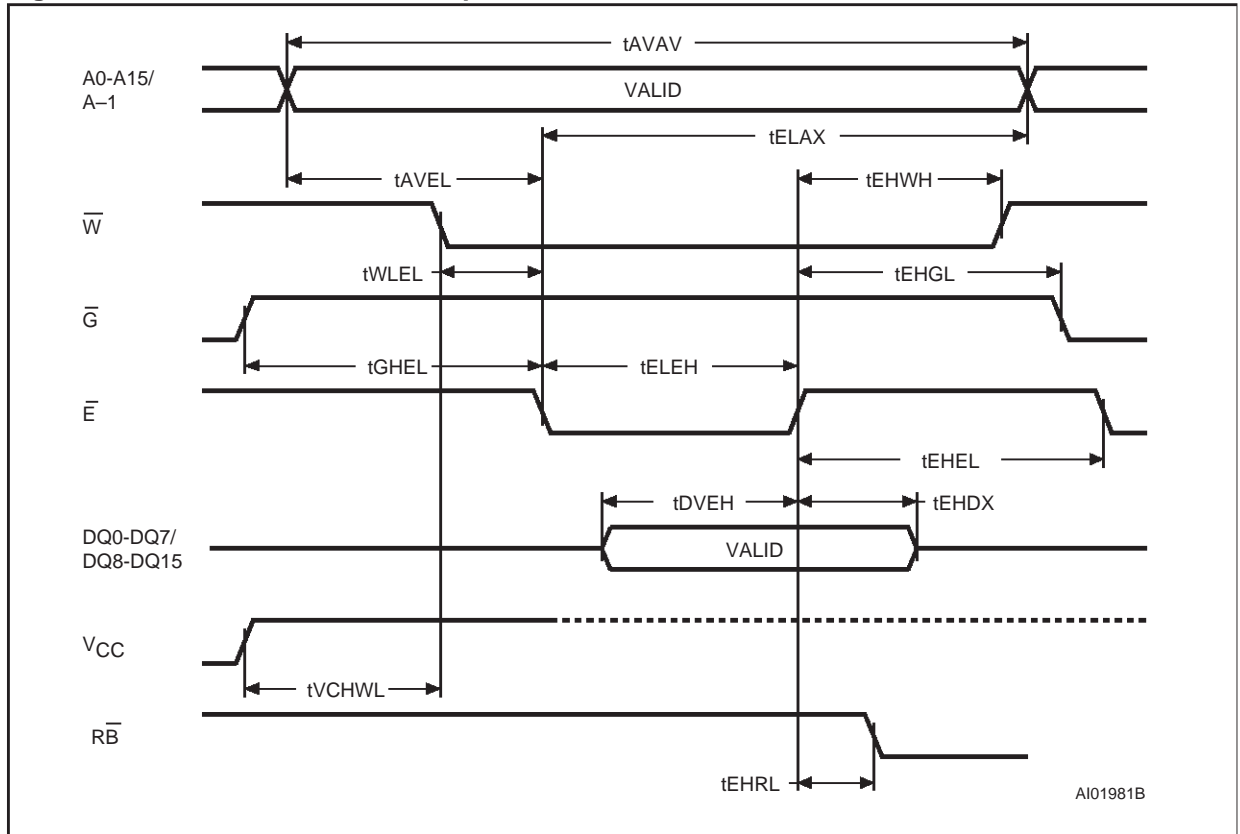 tAVAV
A0-A15/
A–1
VALID
tELAX
tAVEL
tEHWH
W̅
tWLEL
tEHGL
G̅
tGHEL
tELEH
E̅
tEHEL
tDVEH
tEHDX
DQ0-DQ7/
DQ8-DQ15
VALID
VCC
tVCHWL
RB̅
tEHRL
AI01981B